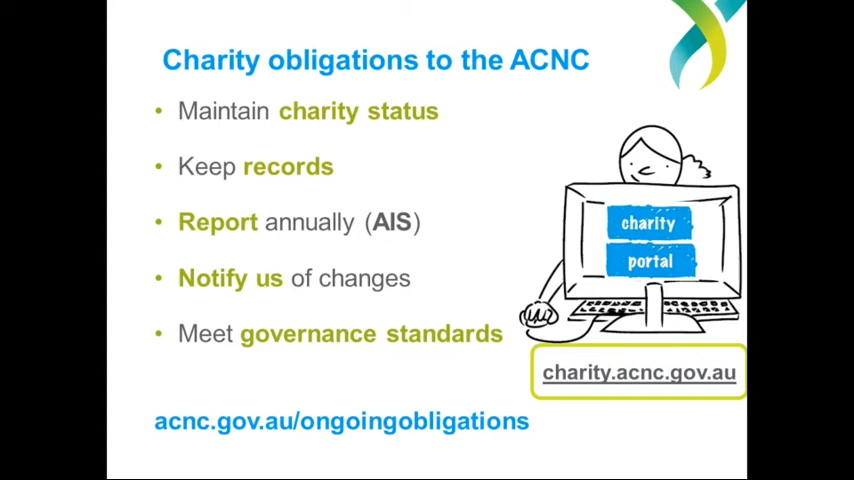 Charity obligations to the ACNC
• Maintain charity status
• Keep records
• Report annually (AIS)
• Notify us of changes
• Meet governance standards
charity
portal
charity.acnc.gov.au
acnc.gov.au/ongoingobligations